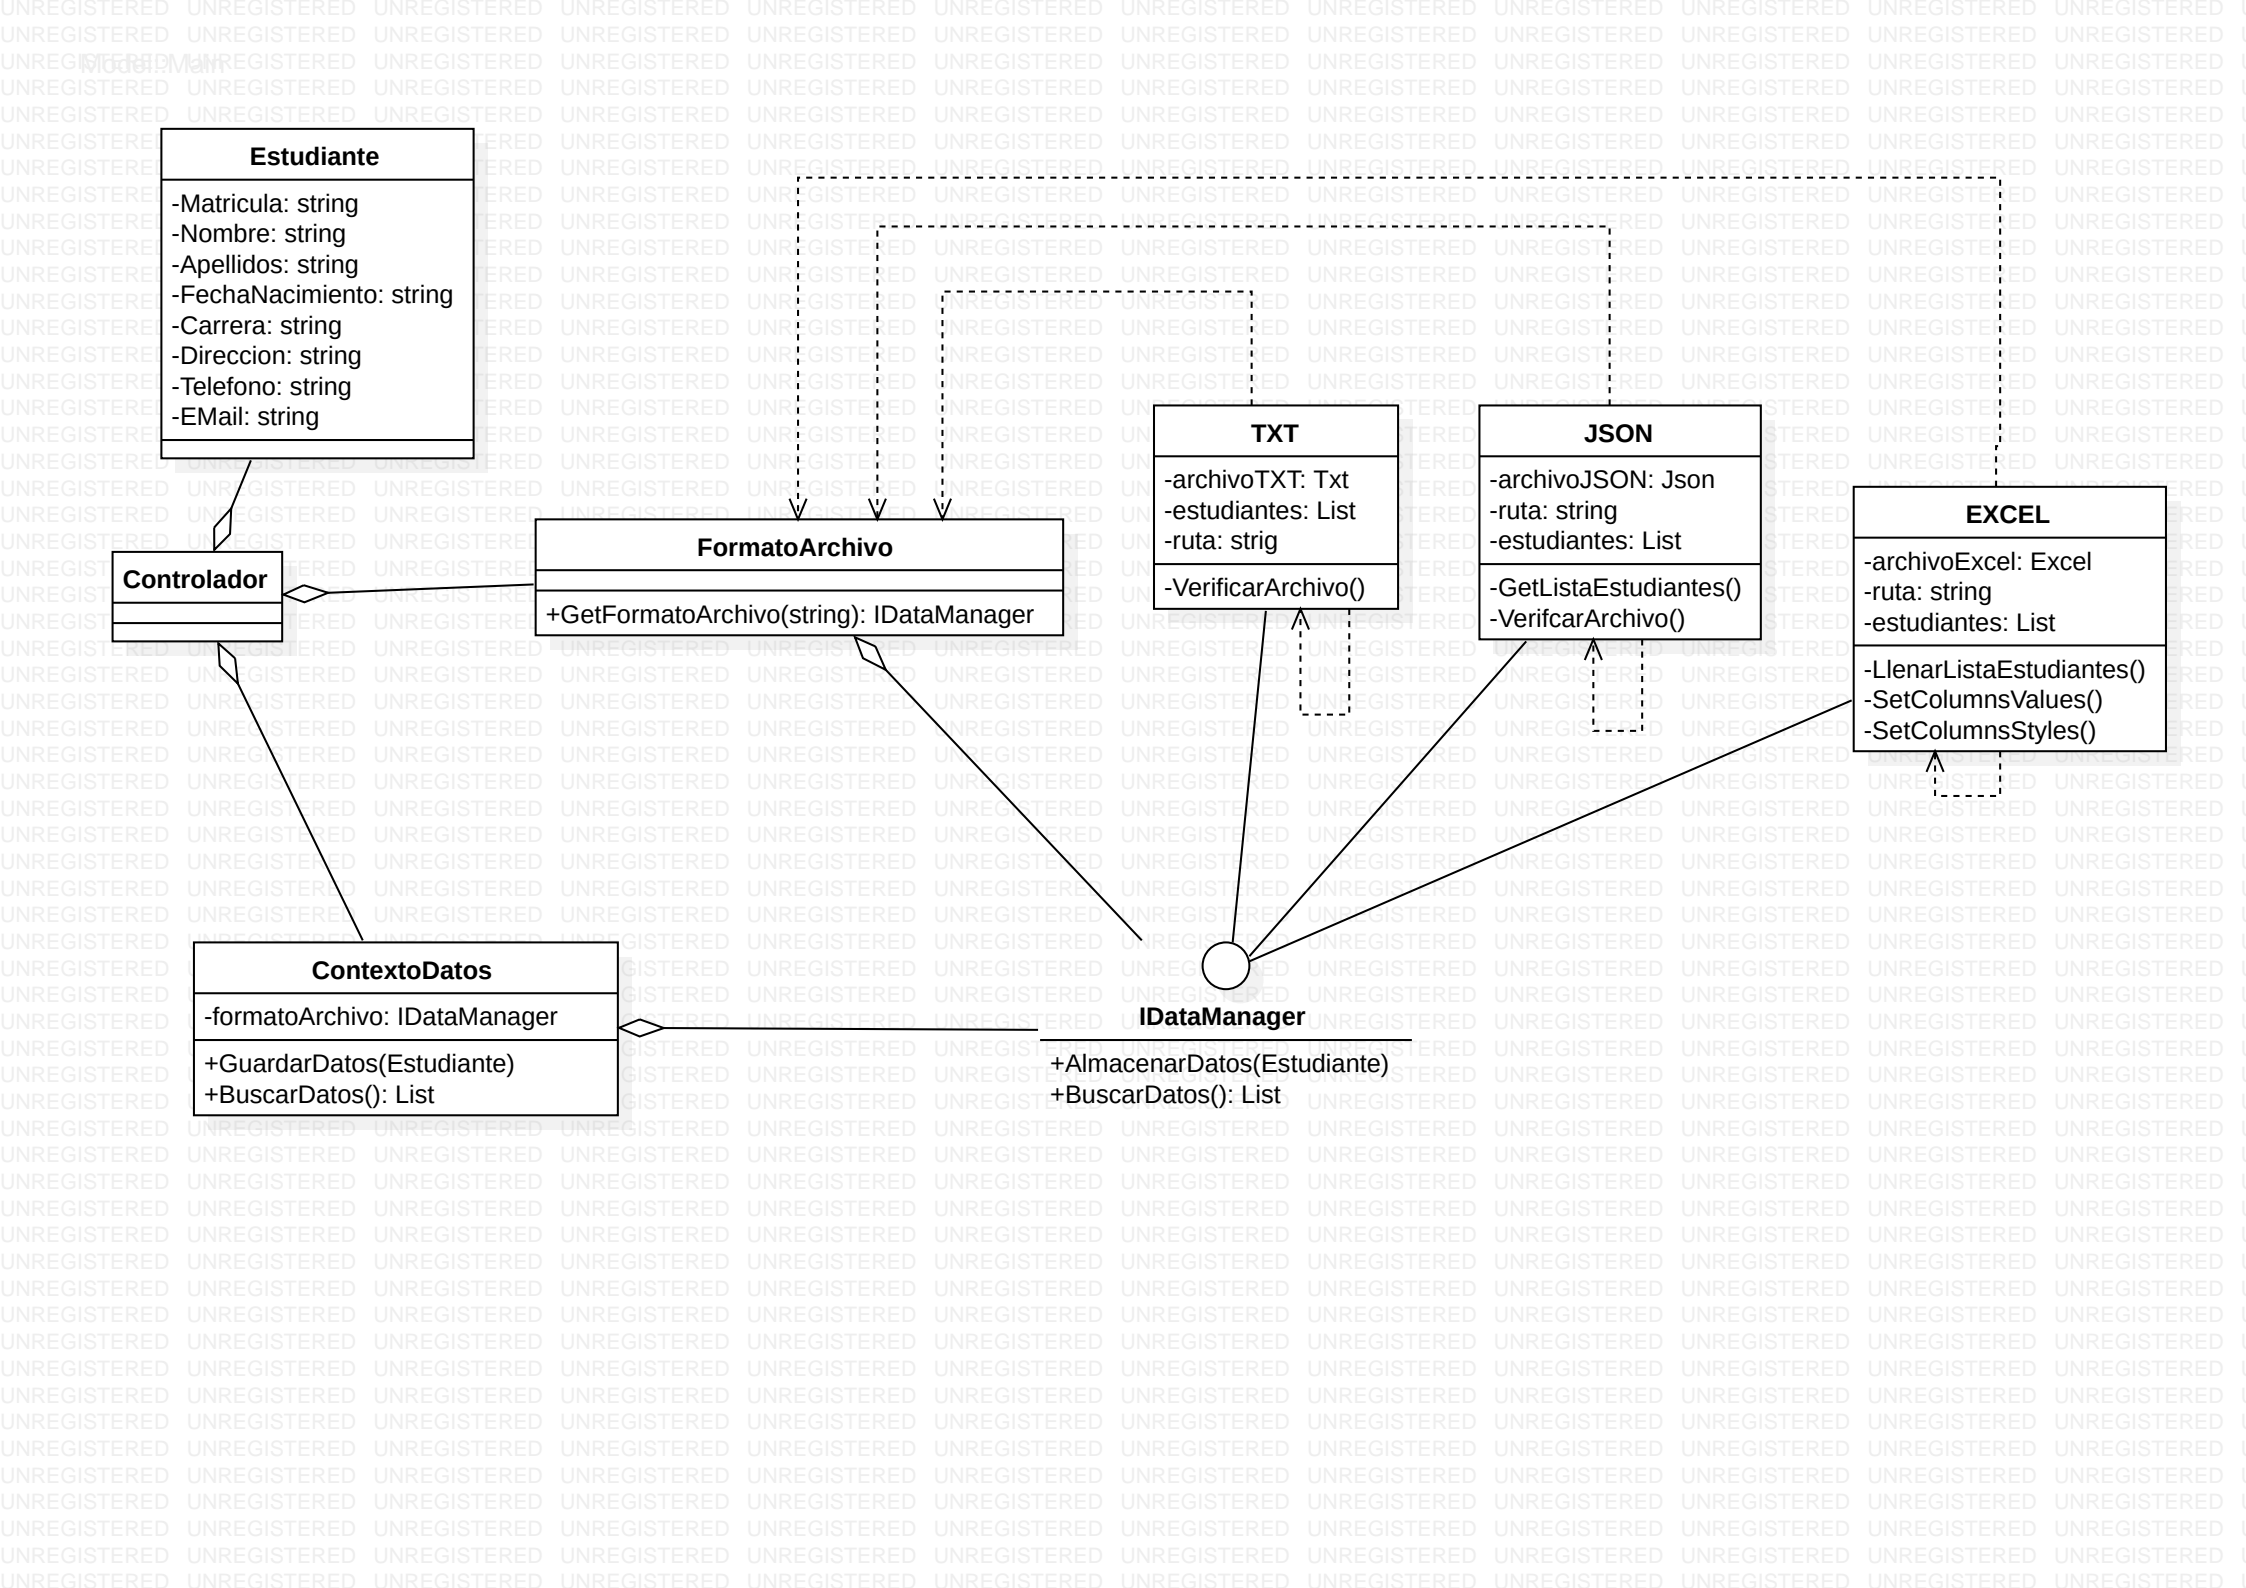 Model::Main
Estudiante
-Matricula: string
-Nombre: string
-Apellidos: string
-FechaNacimiento: string
-Carrera: string
-Direccion: string
-Telefono: string
-EMail: string
Controlador
FormatoArchivo
+GetFormatoArchivo(string): IDataManager
TXT
-archivoTXT: Txt
-estudiantes: List
-ruta: strig
-VerificarArchivo()
JSON
-archivoJSON: Json
-ruta: string
-estudiantes: List
-GetListaEstudiantes()
-VerifcarArchivo()
EXCEL
-archivoExcel: Excel
-ruta: string
-estudiantes: List
-LlenarListaEstudiantes()
-SetColumnsValues()
-SetColumnsStyles()
ContextoDatos
-formatoArchivo: IDataManager
+GuardarDatos(Estudiante)
+BuscarDatos(): List
IDataManager
+AlmacenarDatos(Estudiante)
+BuscarDatos(): List
UNREGISTERED